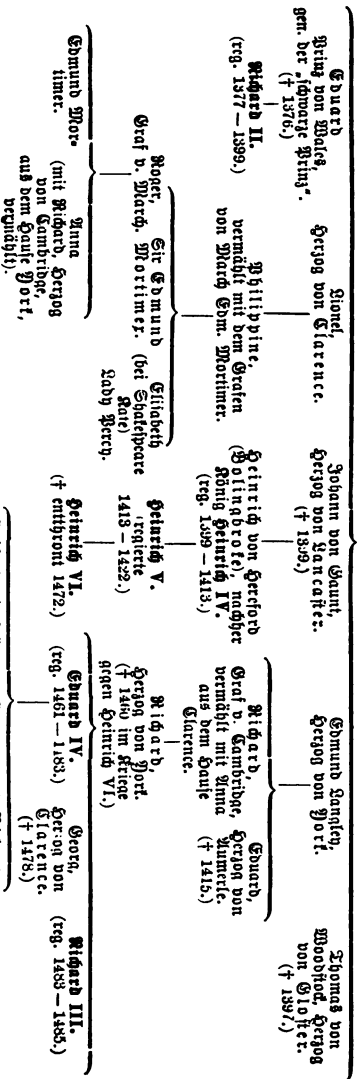 Eduard
Prinz von Wales,
gen. der „schwarze Prinz“.
(† 1376.)
Lionel,
Herzog von Clarence.
Johann von Gaunt,
Herzog von Lancaster.
(† 1399.)
Edmund Langley,
Herzog von York.
Thomas von
Woodstock, Herzog
von Gloster.
(† 1397.)
Richard II.
(reg. 1377—1399.)
Philippine,
vermählt mit dem Grafen
von March Edm. Mortimer.
Heinrich von Hereford
(Bolingbroke), nachher
König Heinrich IV.
(reg. 1399—1413.)
Richard,
Graf v. Cambridge,
vermählt mit Anna
aus dem Hause
Clarence.
Eduard,
Herzog von
Aumerle.
(† 1415.)
Roger,
Graf v. March.
Sir Edmund
Mortimer.
Elisabeth
(bei Shakespeare
Kate)
Lady Percy.
Heinrich V.
(regierte
1413—1422.)
Richard,
Herzog von York.
(† 1460 im Kriege
gegen Heinrich VI.)
Edmund Mor-
timer.
Anna
(mit Richard, Herzog
von Cambridge,
aus dem Hause York,
vermählt).
Heinrich VI.
(† entthront 1472.)
Eduard IV.
(reg. 1461—1483.)
Georg,
Herzog von
Clarence.
(† 1478.)
Richard III.
(reg. 1483—1485.)